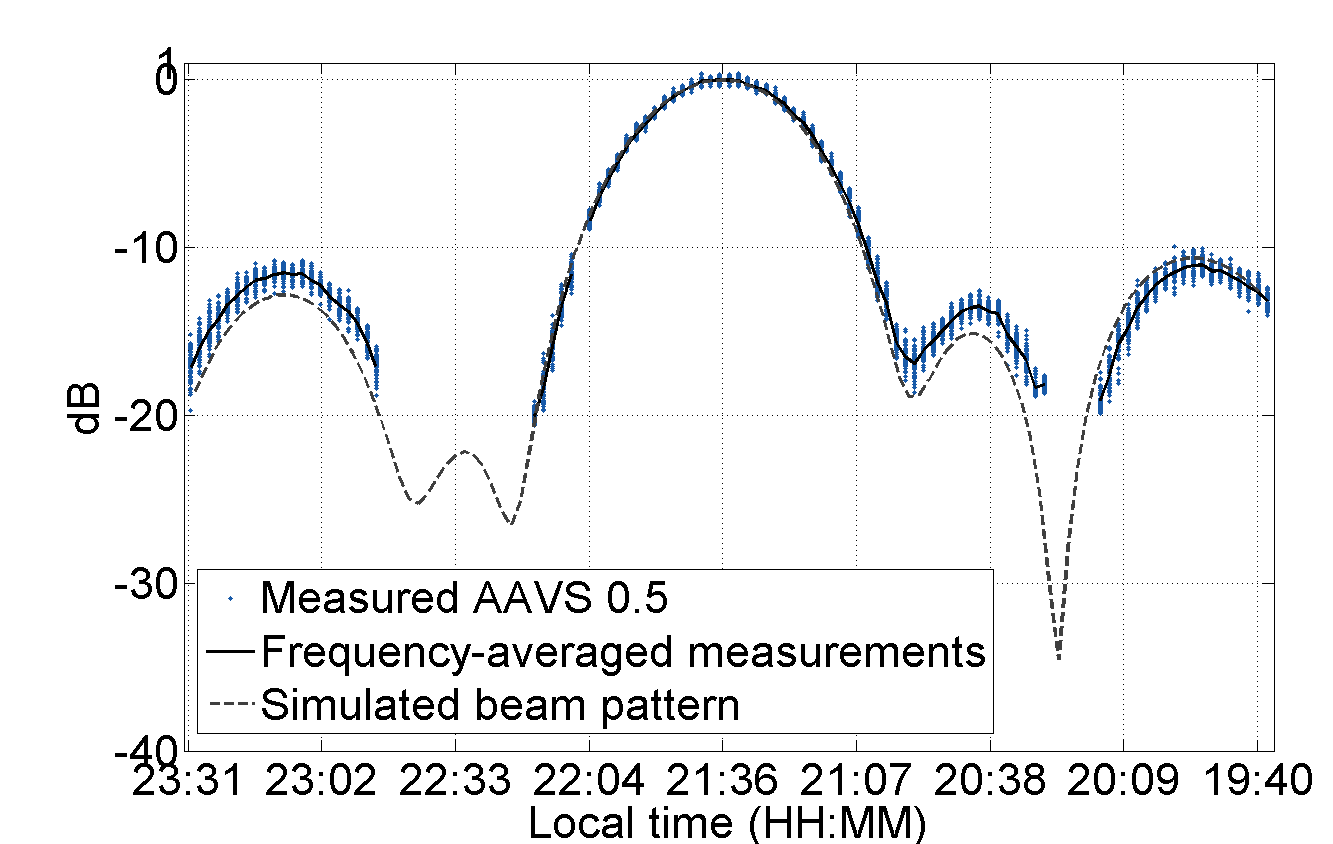 1
0
-10
-20
-30
-40
dB
Measured AAVS 0.5
Frequency-averaged measurements
Simulated beam pattern
23:31 23:02 22:33 22:04 21:36 21:07 20:38 20:09 19:40
Local time (HH:MM)